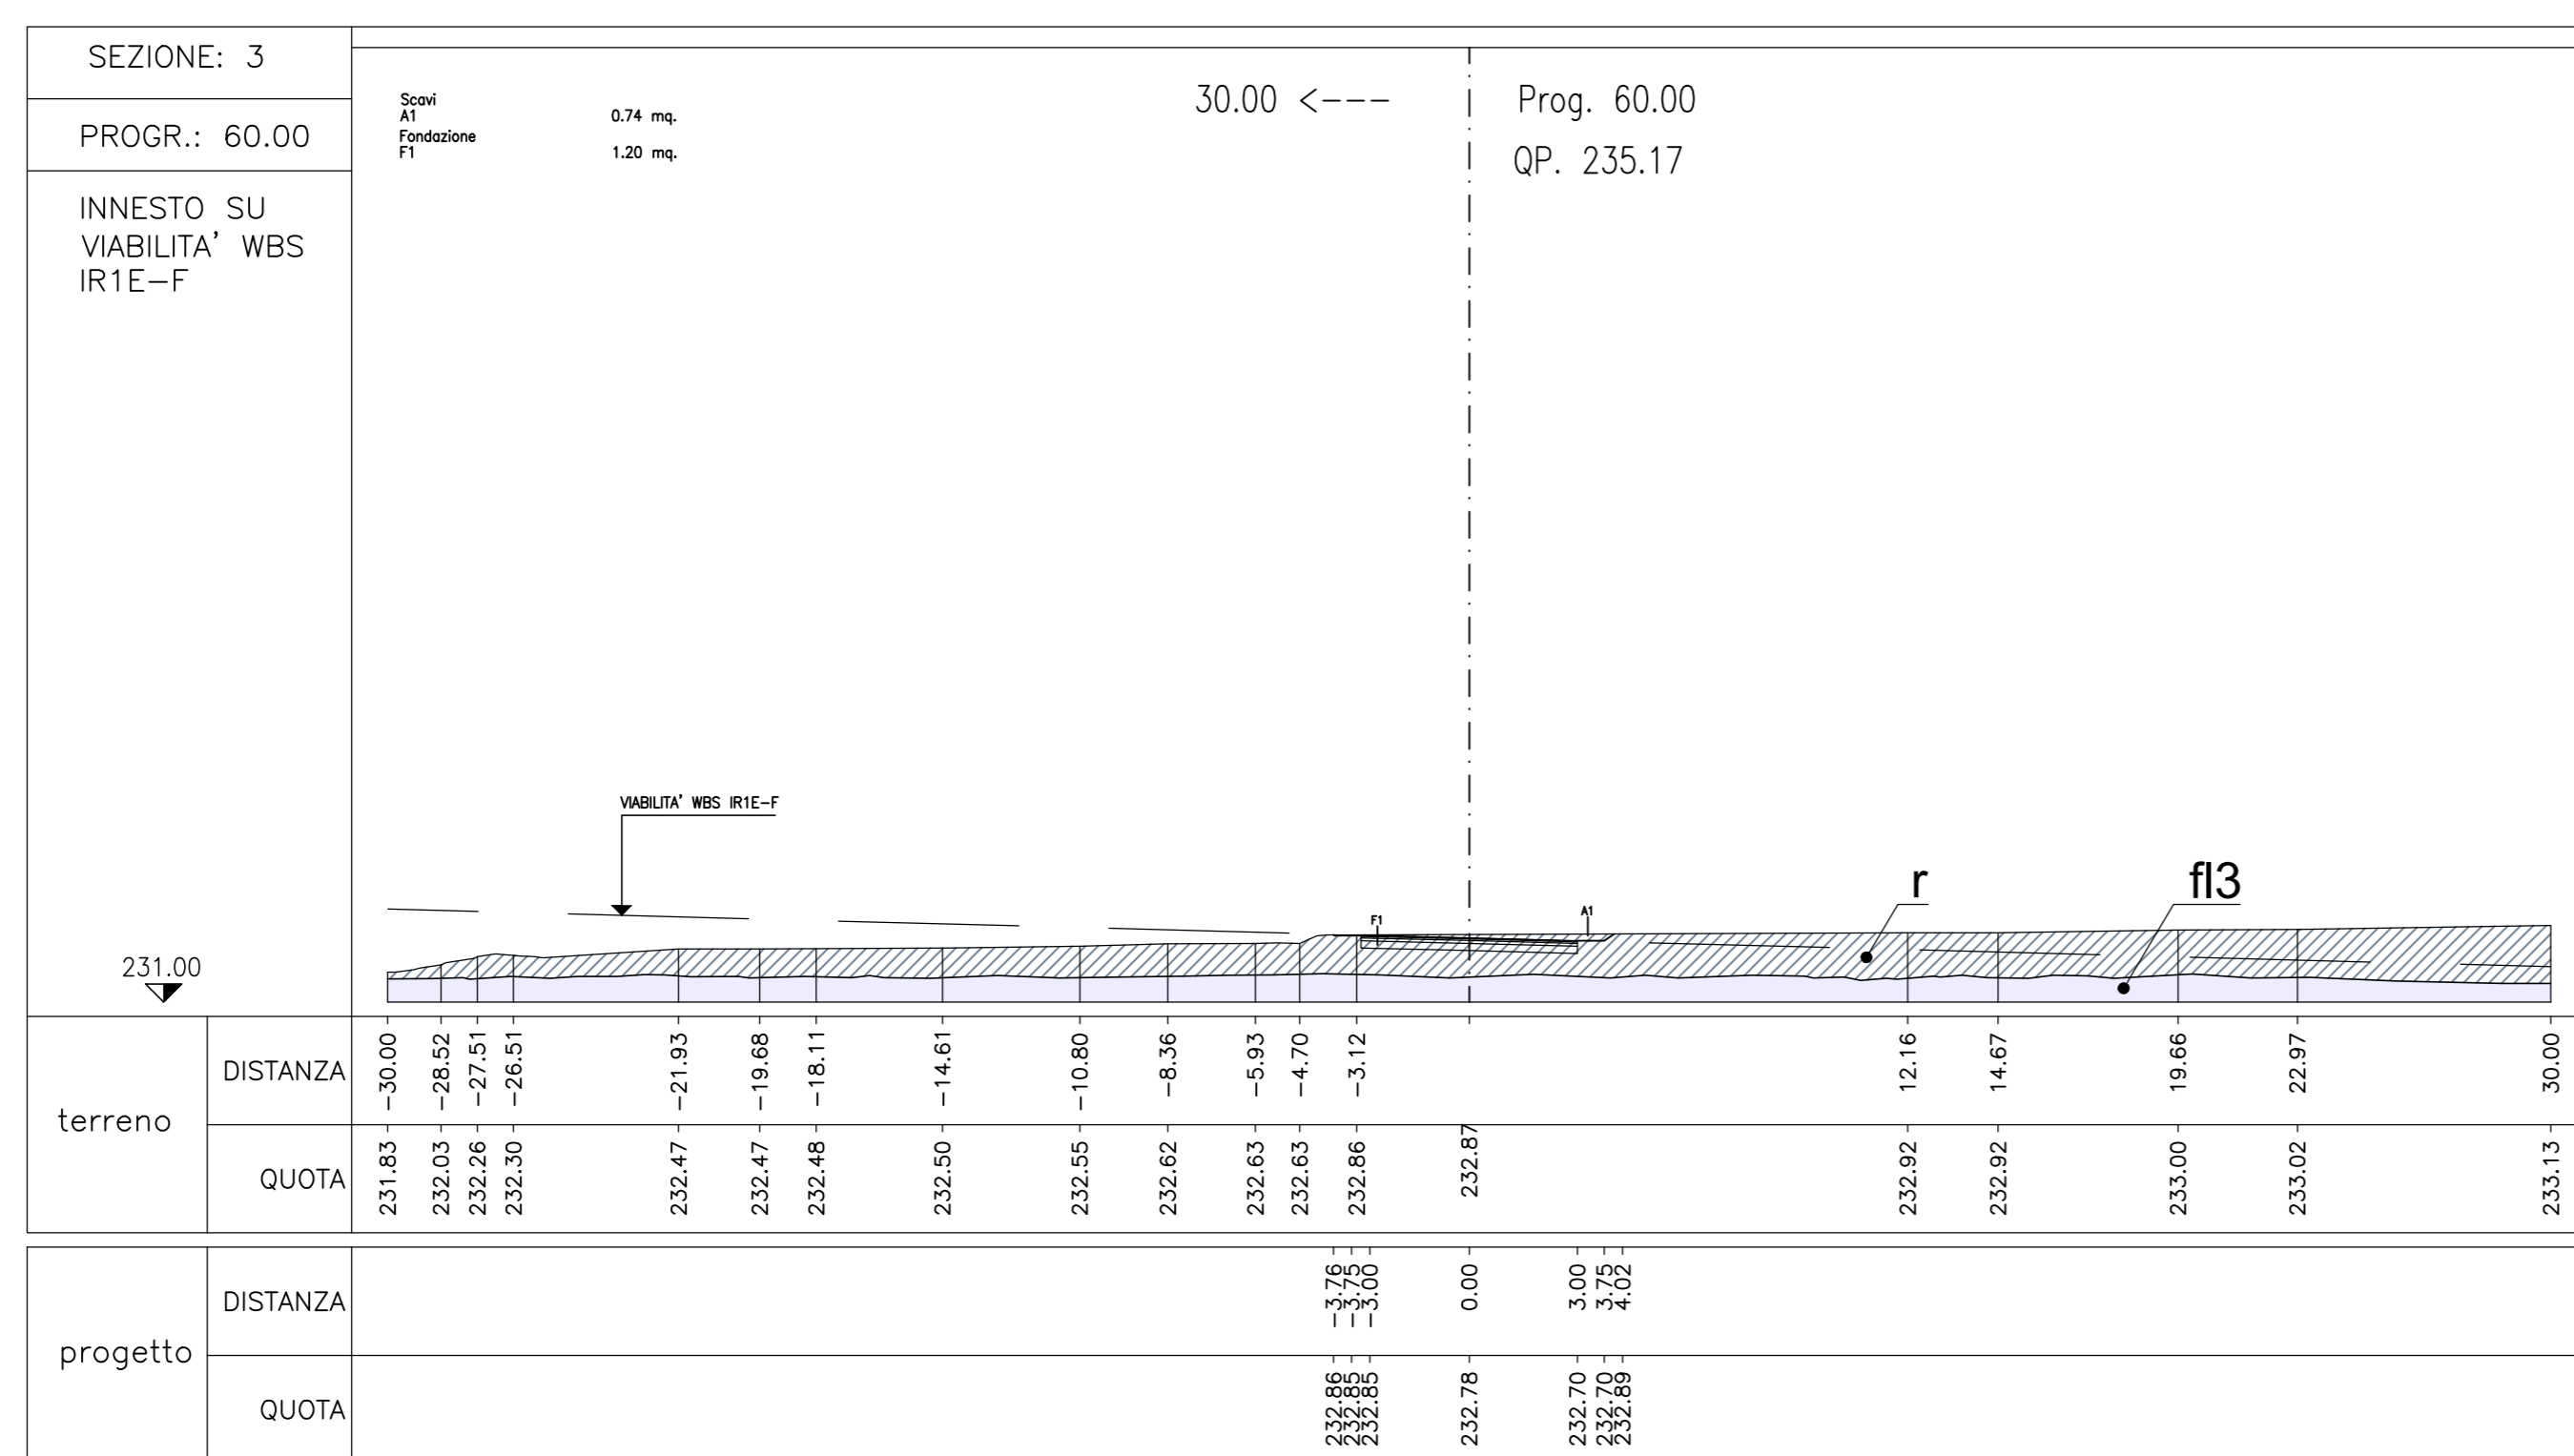 SEZIONE: 3
PROGR.: 60.00
INNESTO SU
VIABILITA' WBS
IR1E-F
Scavi
A1 0.74 mq.
Fondazione
F1 1.20 mq.
30.00 <--- Prog. 60.00
QP. 235.17
VIABILITA' WBS IR1E-F
F1
A1
r
fl3
231.00
terreno
DISTANZA
-30.00 -28.52 -27.51 -26.51 -21.93 -19.68 -18.11 -14.61 -10.80 -8.36 -5.93 -4.70 -3.12 12.16 14.67 19.66 22.97 30.00
QUOTA
231.83 232.03 232.26 232.30 232.47 232.47 232.48 232.50 232.55 232.62 232.63 232.63 232.86 232.87 232.92 232.92 233.00 233.02 233.13
progetto
DISTANZA
-3.76 -3.75 -3.00 0.00 3.00 3.75 4.02
QUOTA
232.86 232.85 232.85 232.78 232.70 232.70 232.89